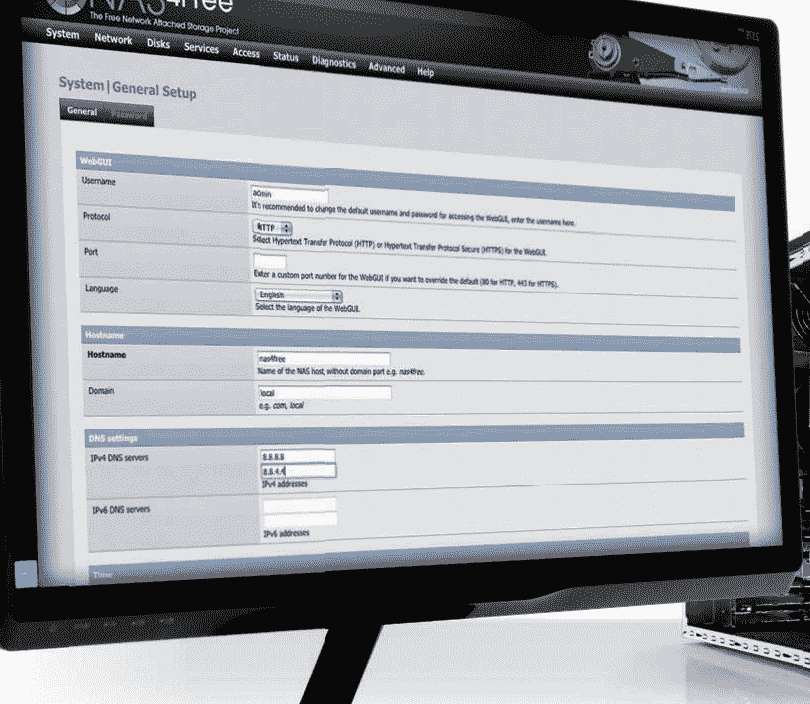 NAS4Free
The Free Network Attached Storage Project
System Network Disks Services Access Status Diagnostics Advanced Help
System|General Setup
General Password
WebGUI
Username
admin
It's recommended to change the default username and password for accessing the WebGUI, enter the username here.
Protocol
HTTP
Select Hypertext Transfer Protocol (HTTP) or Hypertext Transfer Protocol Secure (HTTPS) for the WebGUI.
Port
Enter a custom port number for the WebGUI if you want to override the default (80 for HTTP, 443 for HTTPS).
Language
English
Select the language of the WebGUI.
Hostname
Hostname
nas4free
Name of the NAS host, without domain part e.g. nas4free.
Domain
local
e.g. com, local
DNS settings
IPv4 DNS servers
8.8.8.8
8.8.4.4
IPv4 addresses
IPv6 DNS servers
IPv6 addresses
Time